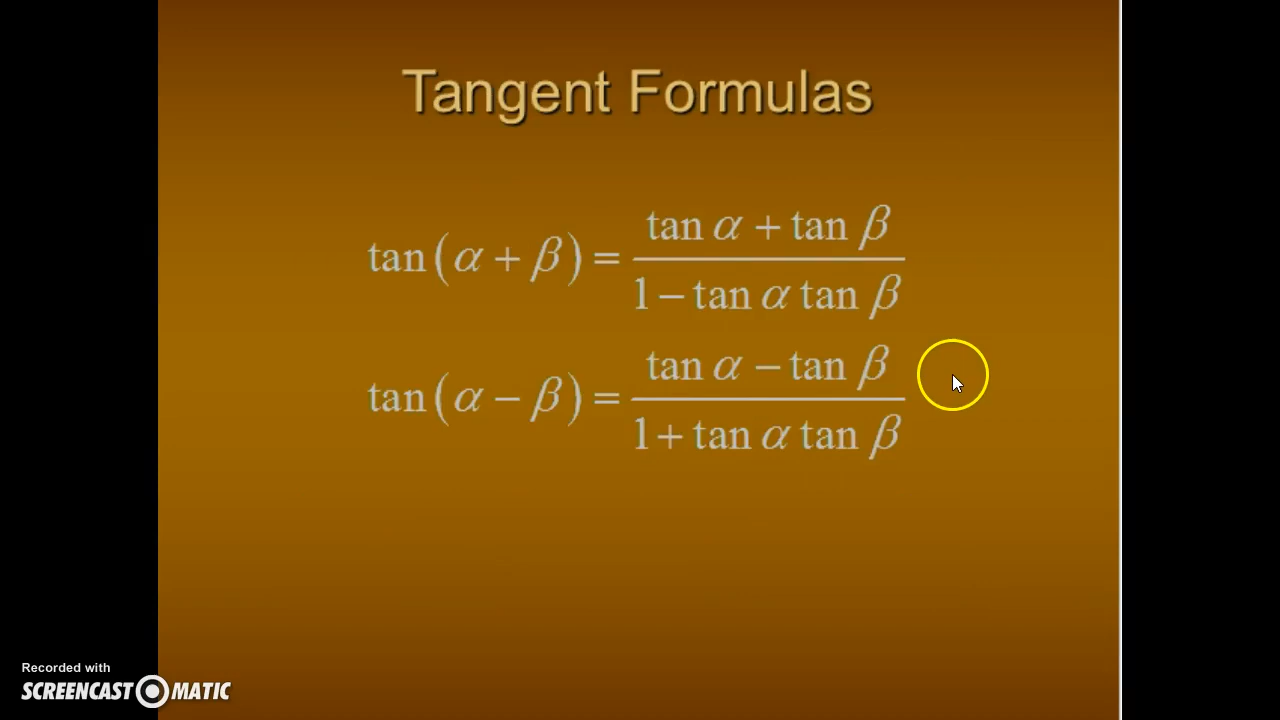 Tangent Formulas
tan(α + β) = (tan α + tan β) / (1 − tan α tan β)
tan(α − β) = (tan α − tan β) / (1 + tan α tan β)
Recorded with
SCREENCAST MATIC